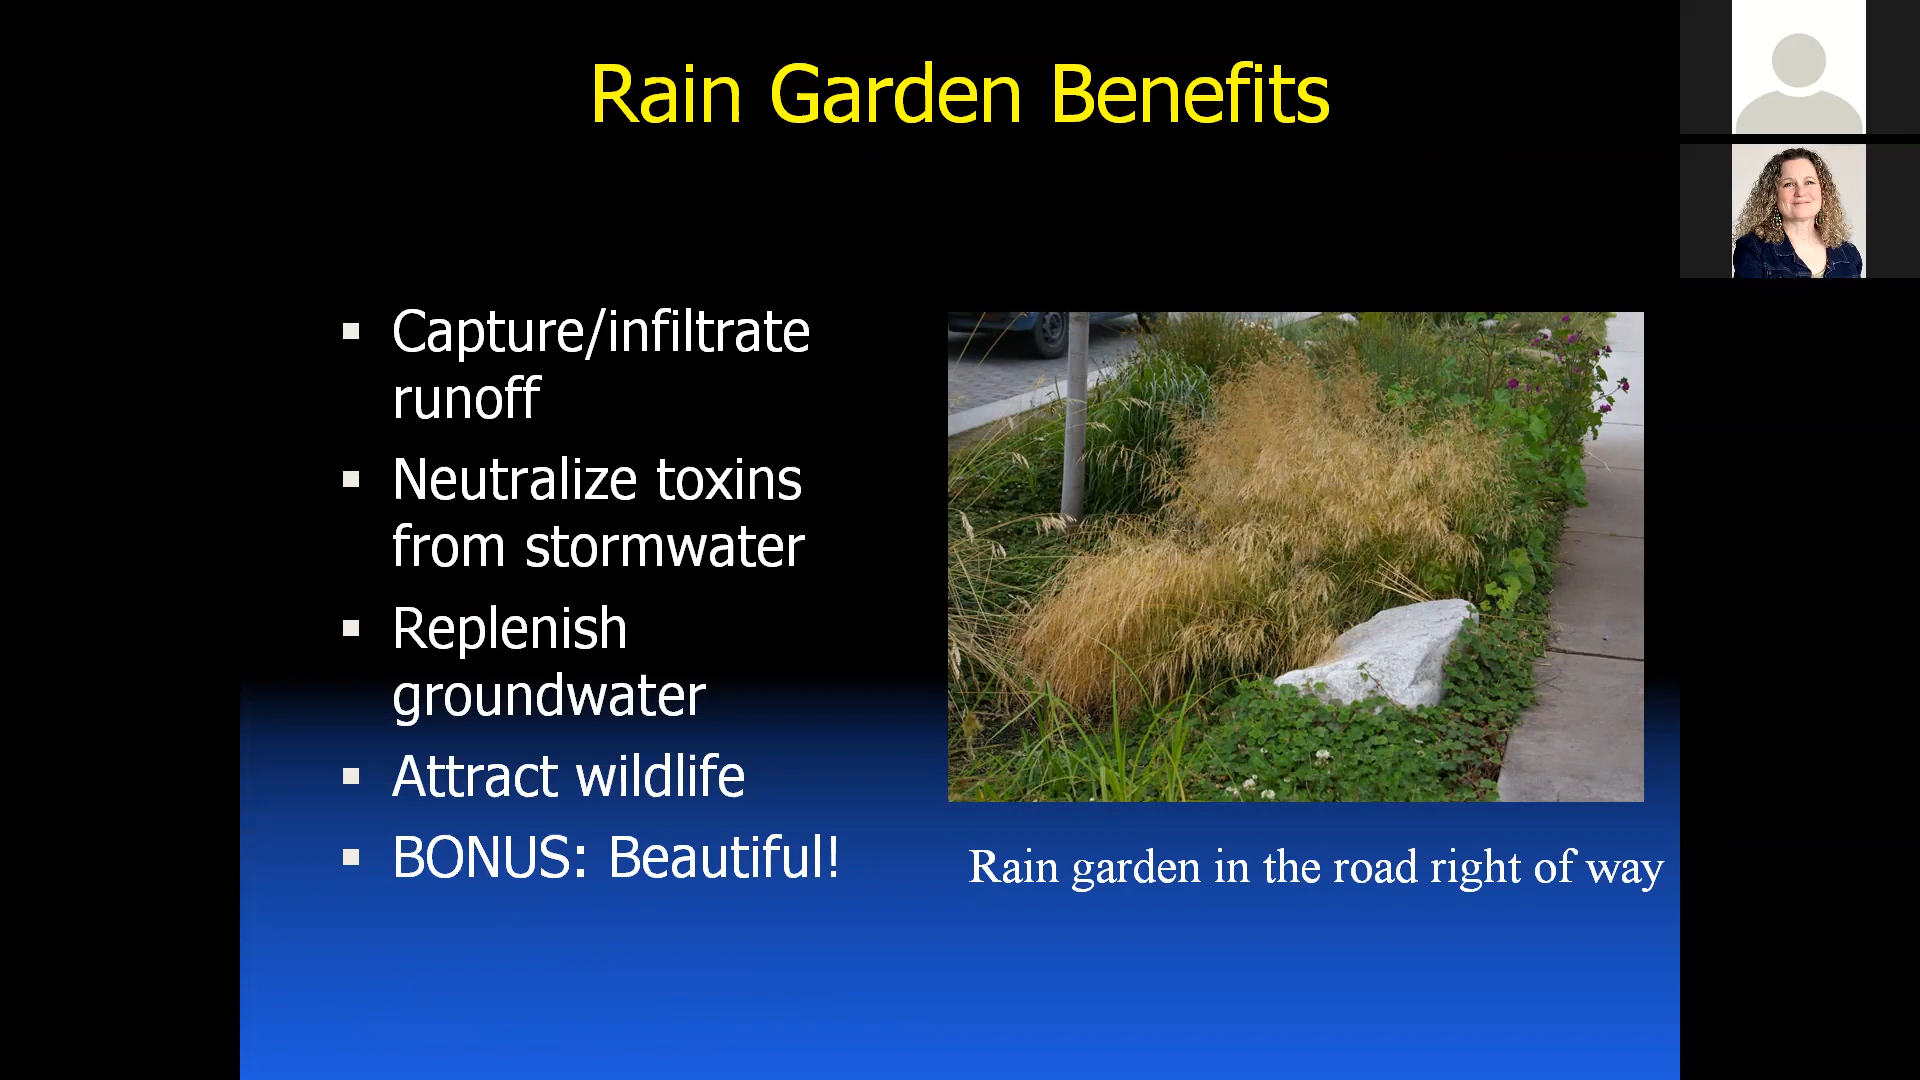 Rain Garden Benefits
▪ Capture/infiltrate
runoff
▪ Neutralize toxins
from stormwater
▪ Replenish
groundwater
▪ Attract wildlife
▪ BONUS: Beautiful!
Rain garden in the road right of way